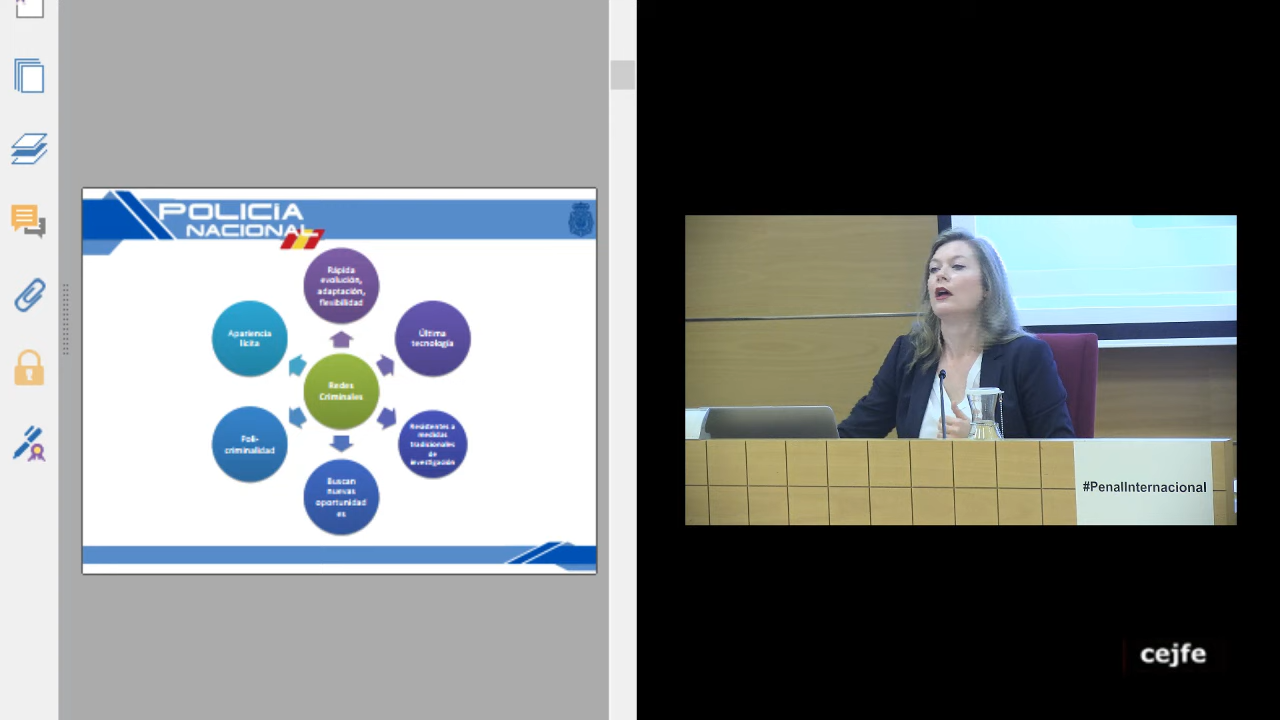 POLICÍA
NACIONAL
Rápida
evolución,
adaptación,
flexibilidad
Apariencia
lícita
Última
tecnología
Redes
Criminales
Poli-
criminalidad
Resistentes a
medidas
tradicionales
de
investigación
Buscan
nuevas
oportunidad
es
#PenalInternacional
cejfe